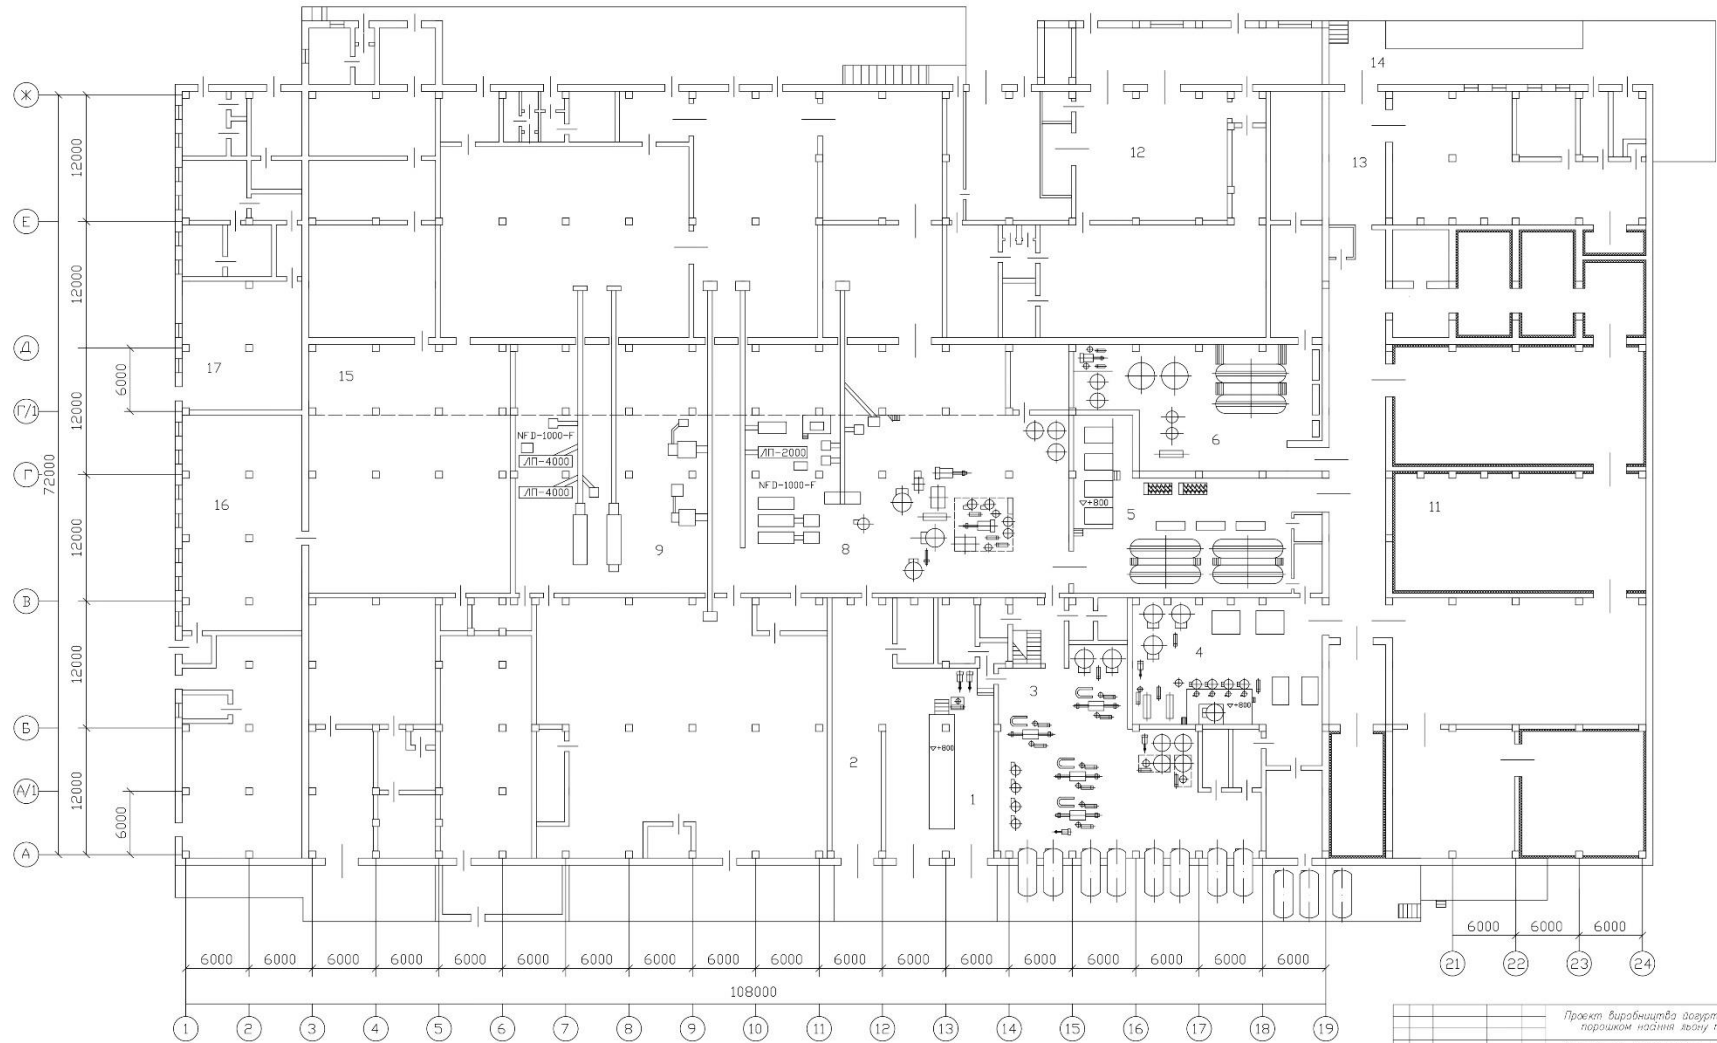 14
Ж
12000
12
13
Е
12000
Д
17
15
6000
12000
Г/1
NFD-1000-F
ЛП-4000
ЛП-2000
6
Г
72000
ЛП-4000
NFD-1000-F
16
+800
5
11
12000
9
8
В
12000
4
3
+800
Б
+800
2
12000
А/1
1
6000
А
6000 6000 6000 6000 6000 6000 6000 6000 6000 6000 6000 6000 6000 6000 6000 6000 6000 6000
6000 6000 6000
21 22 23 24
108000
1 2 3 4 5 6 7 8 9 10 11 12 13 14 15 16 17 18 19
Проект виробництва йогурт
порошком насіння льону